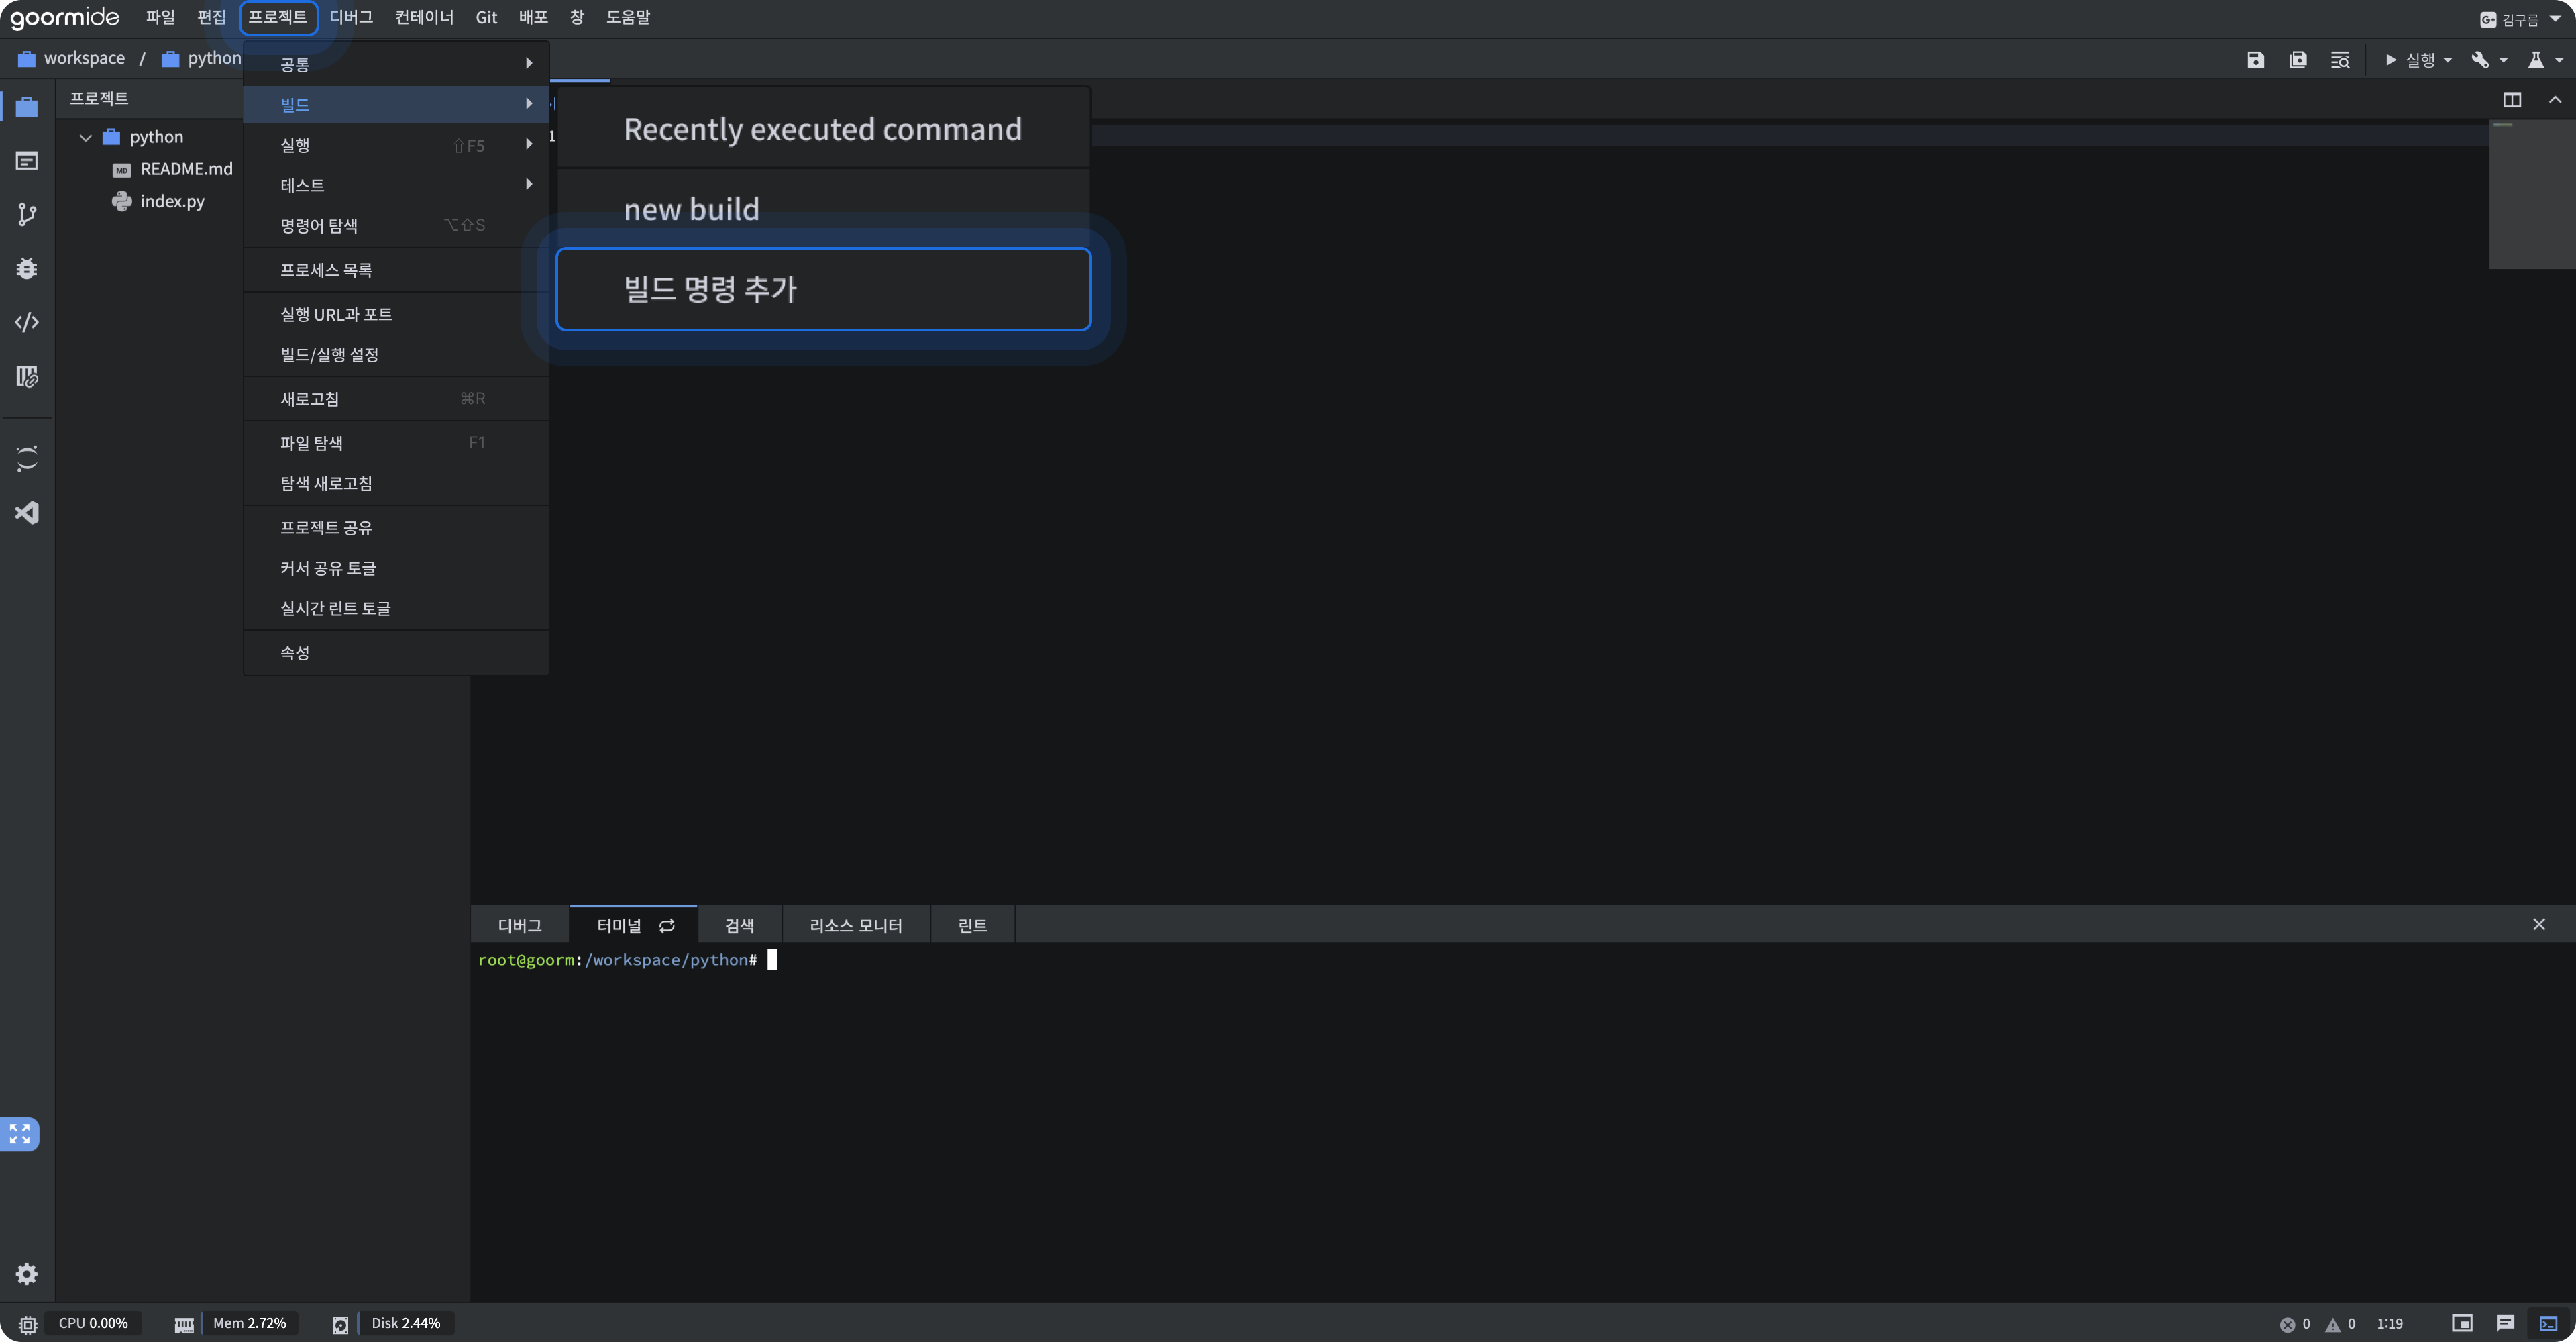 goormide 파일 편집 프로젝트 디버그 컨테이너 Git 배포 창 도움말 G+ 김구름
workspace / python 실행
프로젝트
python
MD README.md
index.py
공통
빌드
실행 ⇧F5
테스트
명령어 탐색 ⌥⇧S
프로세스 목록
실행 URL과 포트
빌드/실행 설정
새로고침 ⌘R
파일 탐색 F1
탐색 새로고침
프로젝트 공유
커서 공유 토글
실시간 린트 토글
속성
1
Recently executed command
new build
빌드 명령 추가
디버그 터미널 검색 리소스 모니터 린트
root@goorm:/workspace/python#
CPU 0.00% Mem 2.72% Disk 2.44% 0 0 1:19